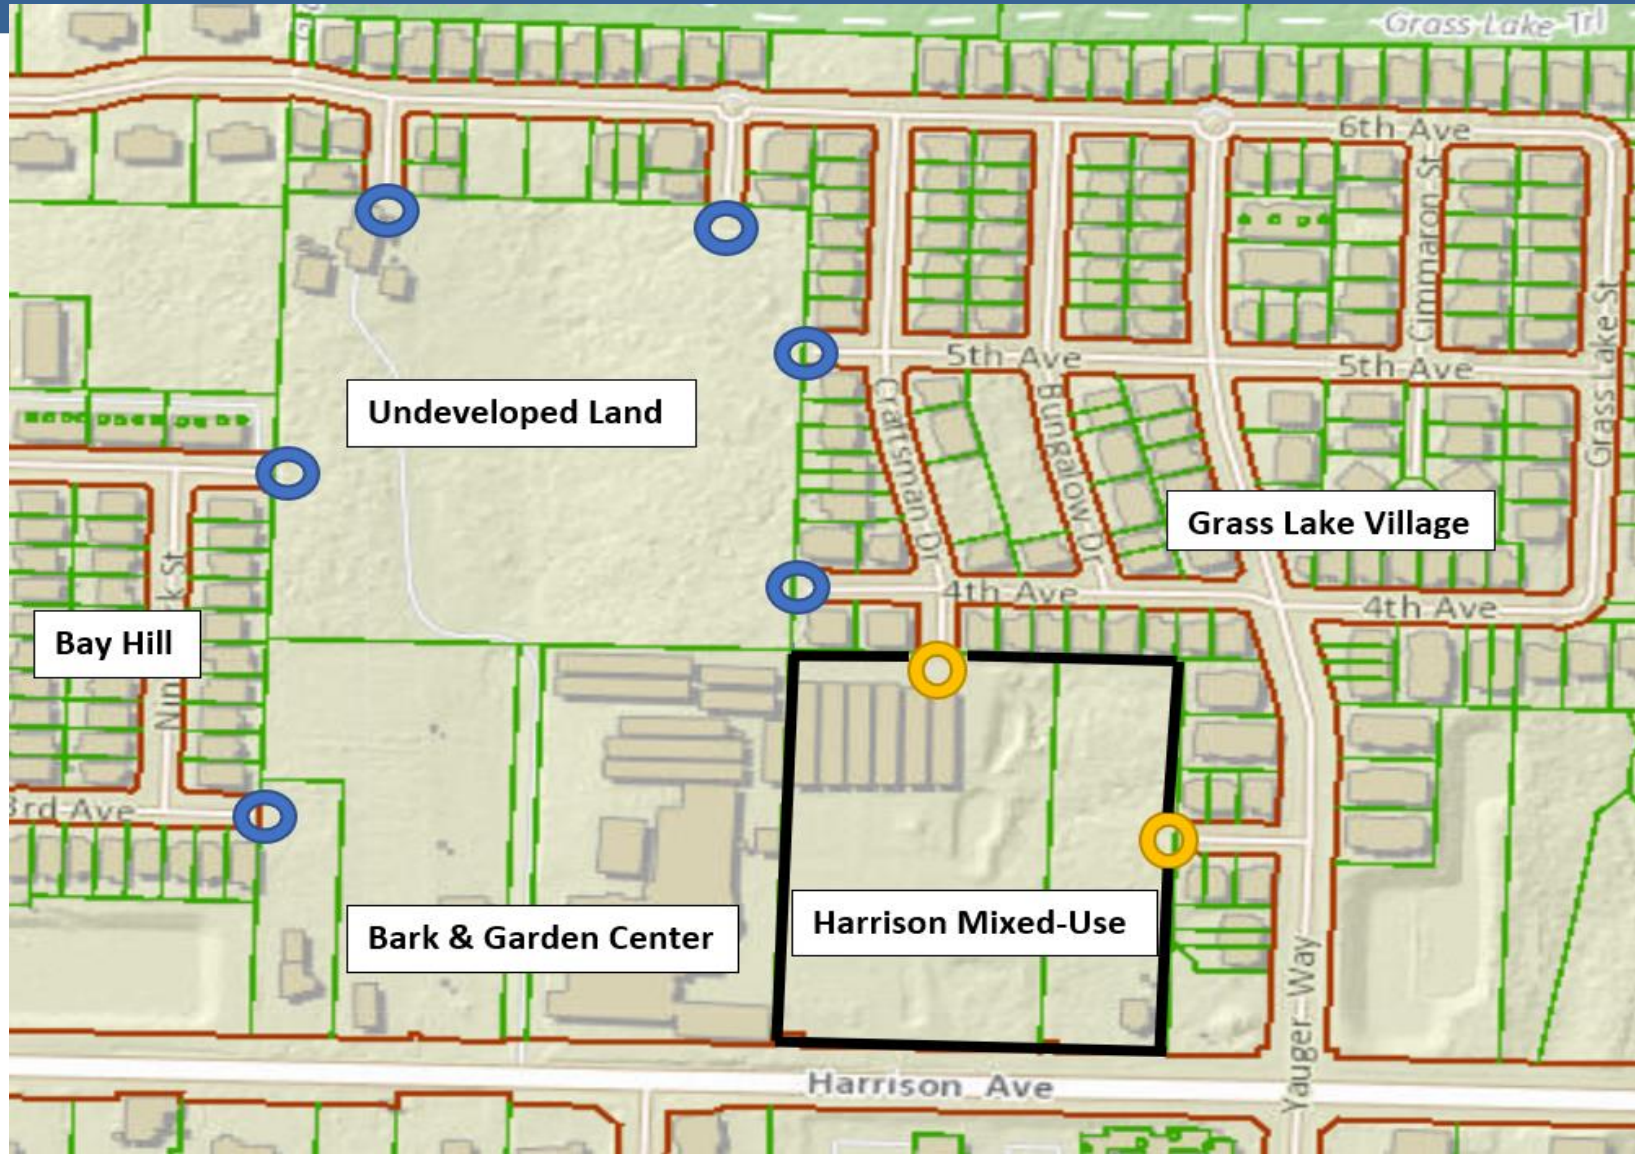 Grass Lake Trl
6th Ave
Cimmaron St
Grass Lake St
5th Ave
5th Ave
Undeveloped Land
Craftsman Dr
Bungalow Dr
Grass Lake Village
4th Ave
4th Ave
Bay Hill
3rd Ave
Harrison Mixed-Use
Bark & Garden Center
Yauger Way
Harrison Ave